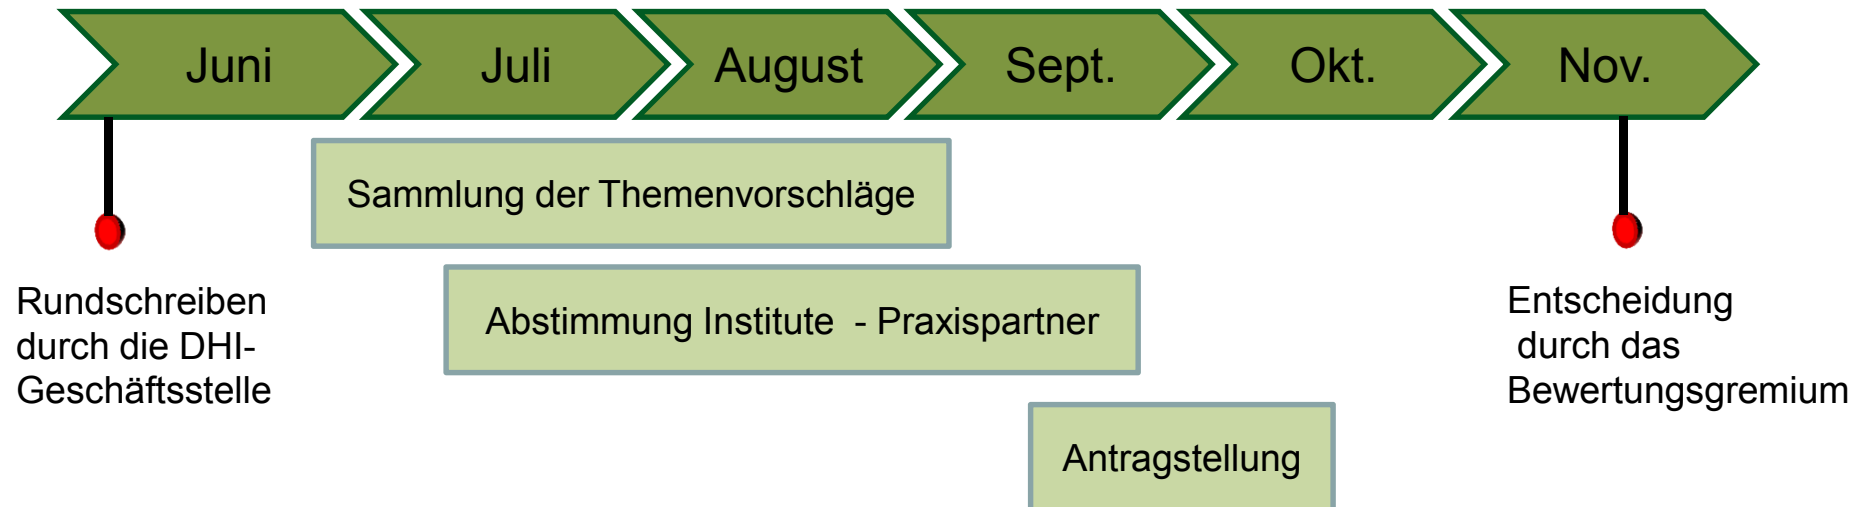 Juni
Juli
August
Sept.
Okt.
Nov.
Sammlung der Themenvorschläge
Abstimmung Institute - Praxispartner
Antragstellung
Rundschreiben
durch die DHI-
Geschäftsstelle
Entscheidung
durch das
Bewertungsgremium